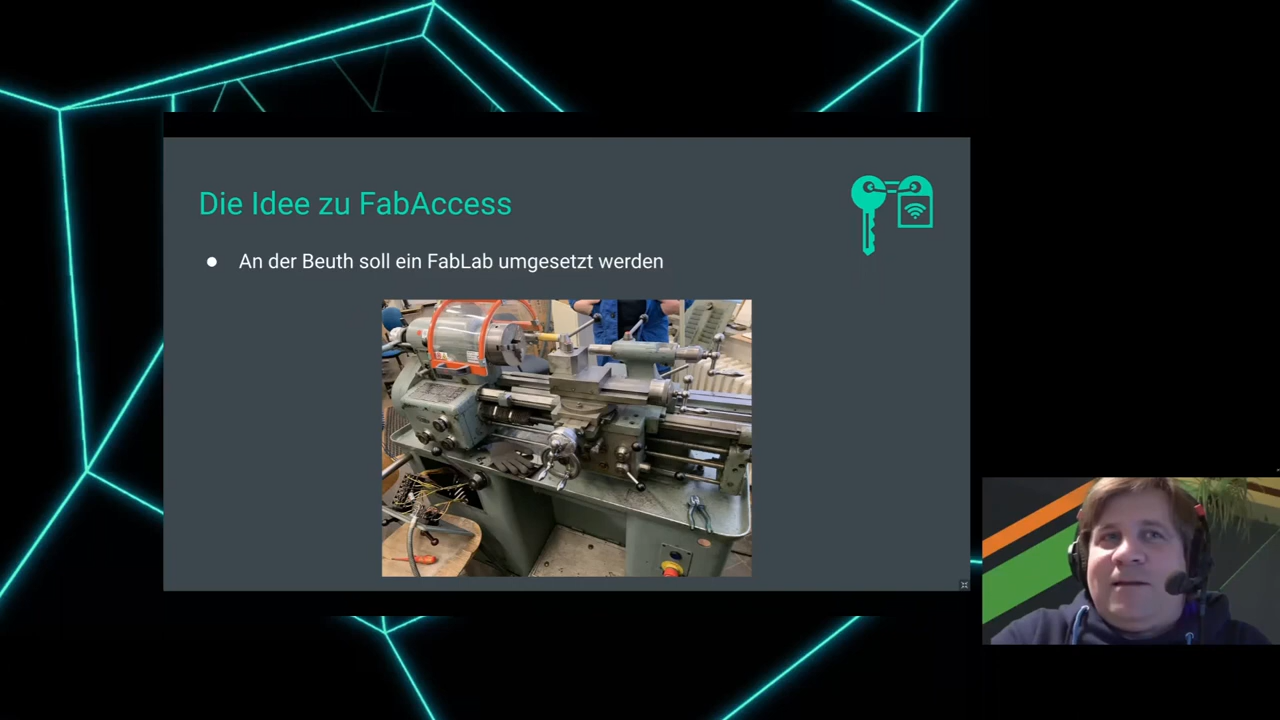 Die Idee zu FabAccess
● An der Beuth soll ein FabLab umgesetzt werden